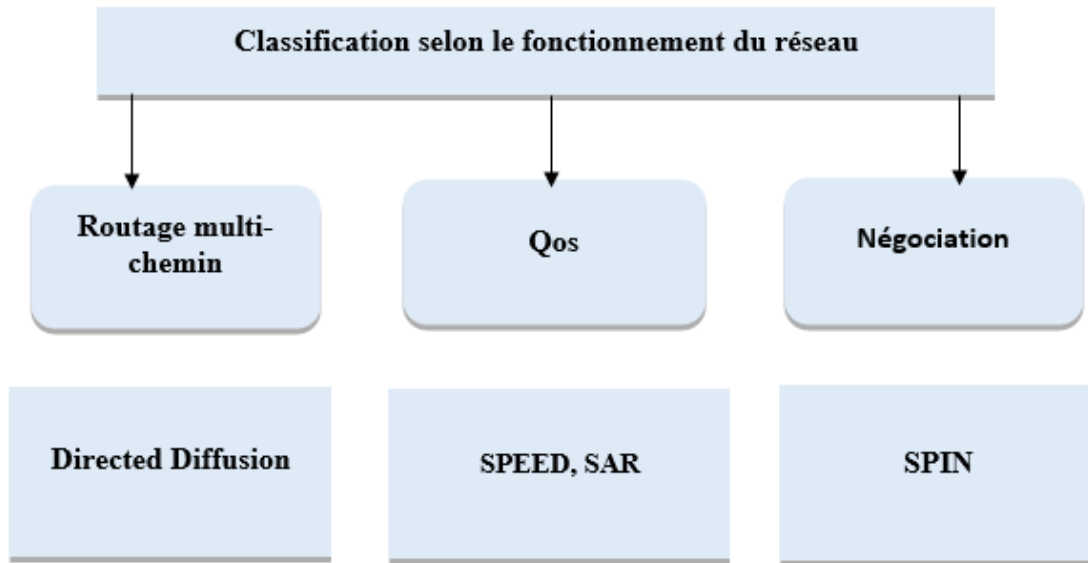 Classification selon le fonctionnement du réseau
Routage multi-
chemin
Qos
Négociation
Directed Diffusion
SPEED, SAR
SPIN